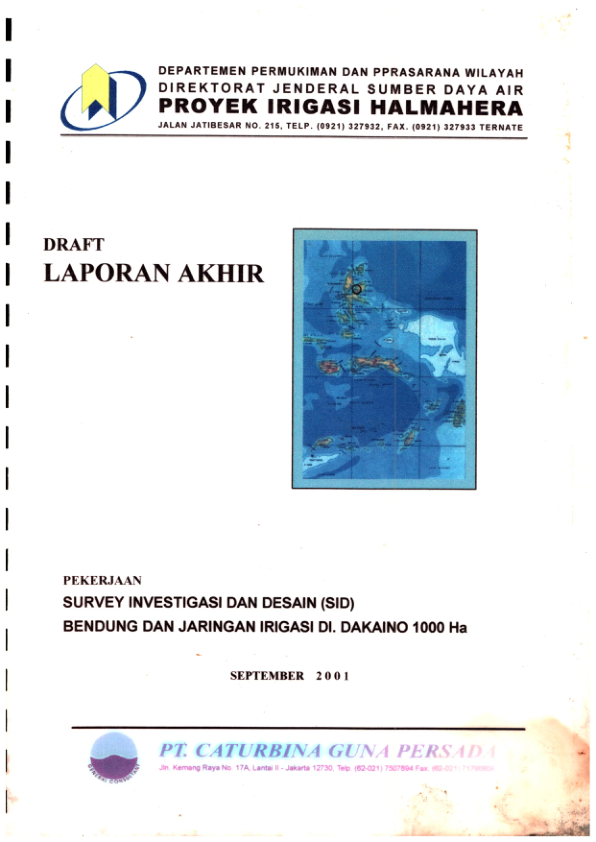 DEPARTEMEN PERMUKIMAN DAN PPRASARANA WILAYAH
DIREKTORAT JENDERAL SUMBER DAYA AIR
PROYEK IRIGASI HALMAHERA
JALAN JATIBESAR NO. 215, TELP. (0921) 327932, FAX. (0921) 327933 TERNATE
DRAFT
LAPORAN AKHIR
PEKERJAAN
SURVEY INVESTIGASI DAN DESAIN (SID)
BENDUNG DAN JARINGAN IRIGASI DI. DAKAINO 1000 Ha
SEPTEMBER 2001
PT. CATURBINA GUNA PERSADA
Jln. Kemang Raya No. 17A, Lantai II - Jakarta 12730, Telp. (62-021) 7507894 Fax. (62-021)
GENERAL CONSULTANT